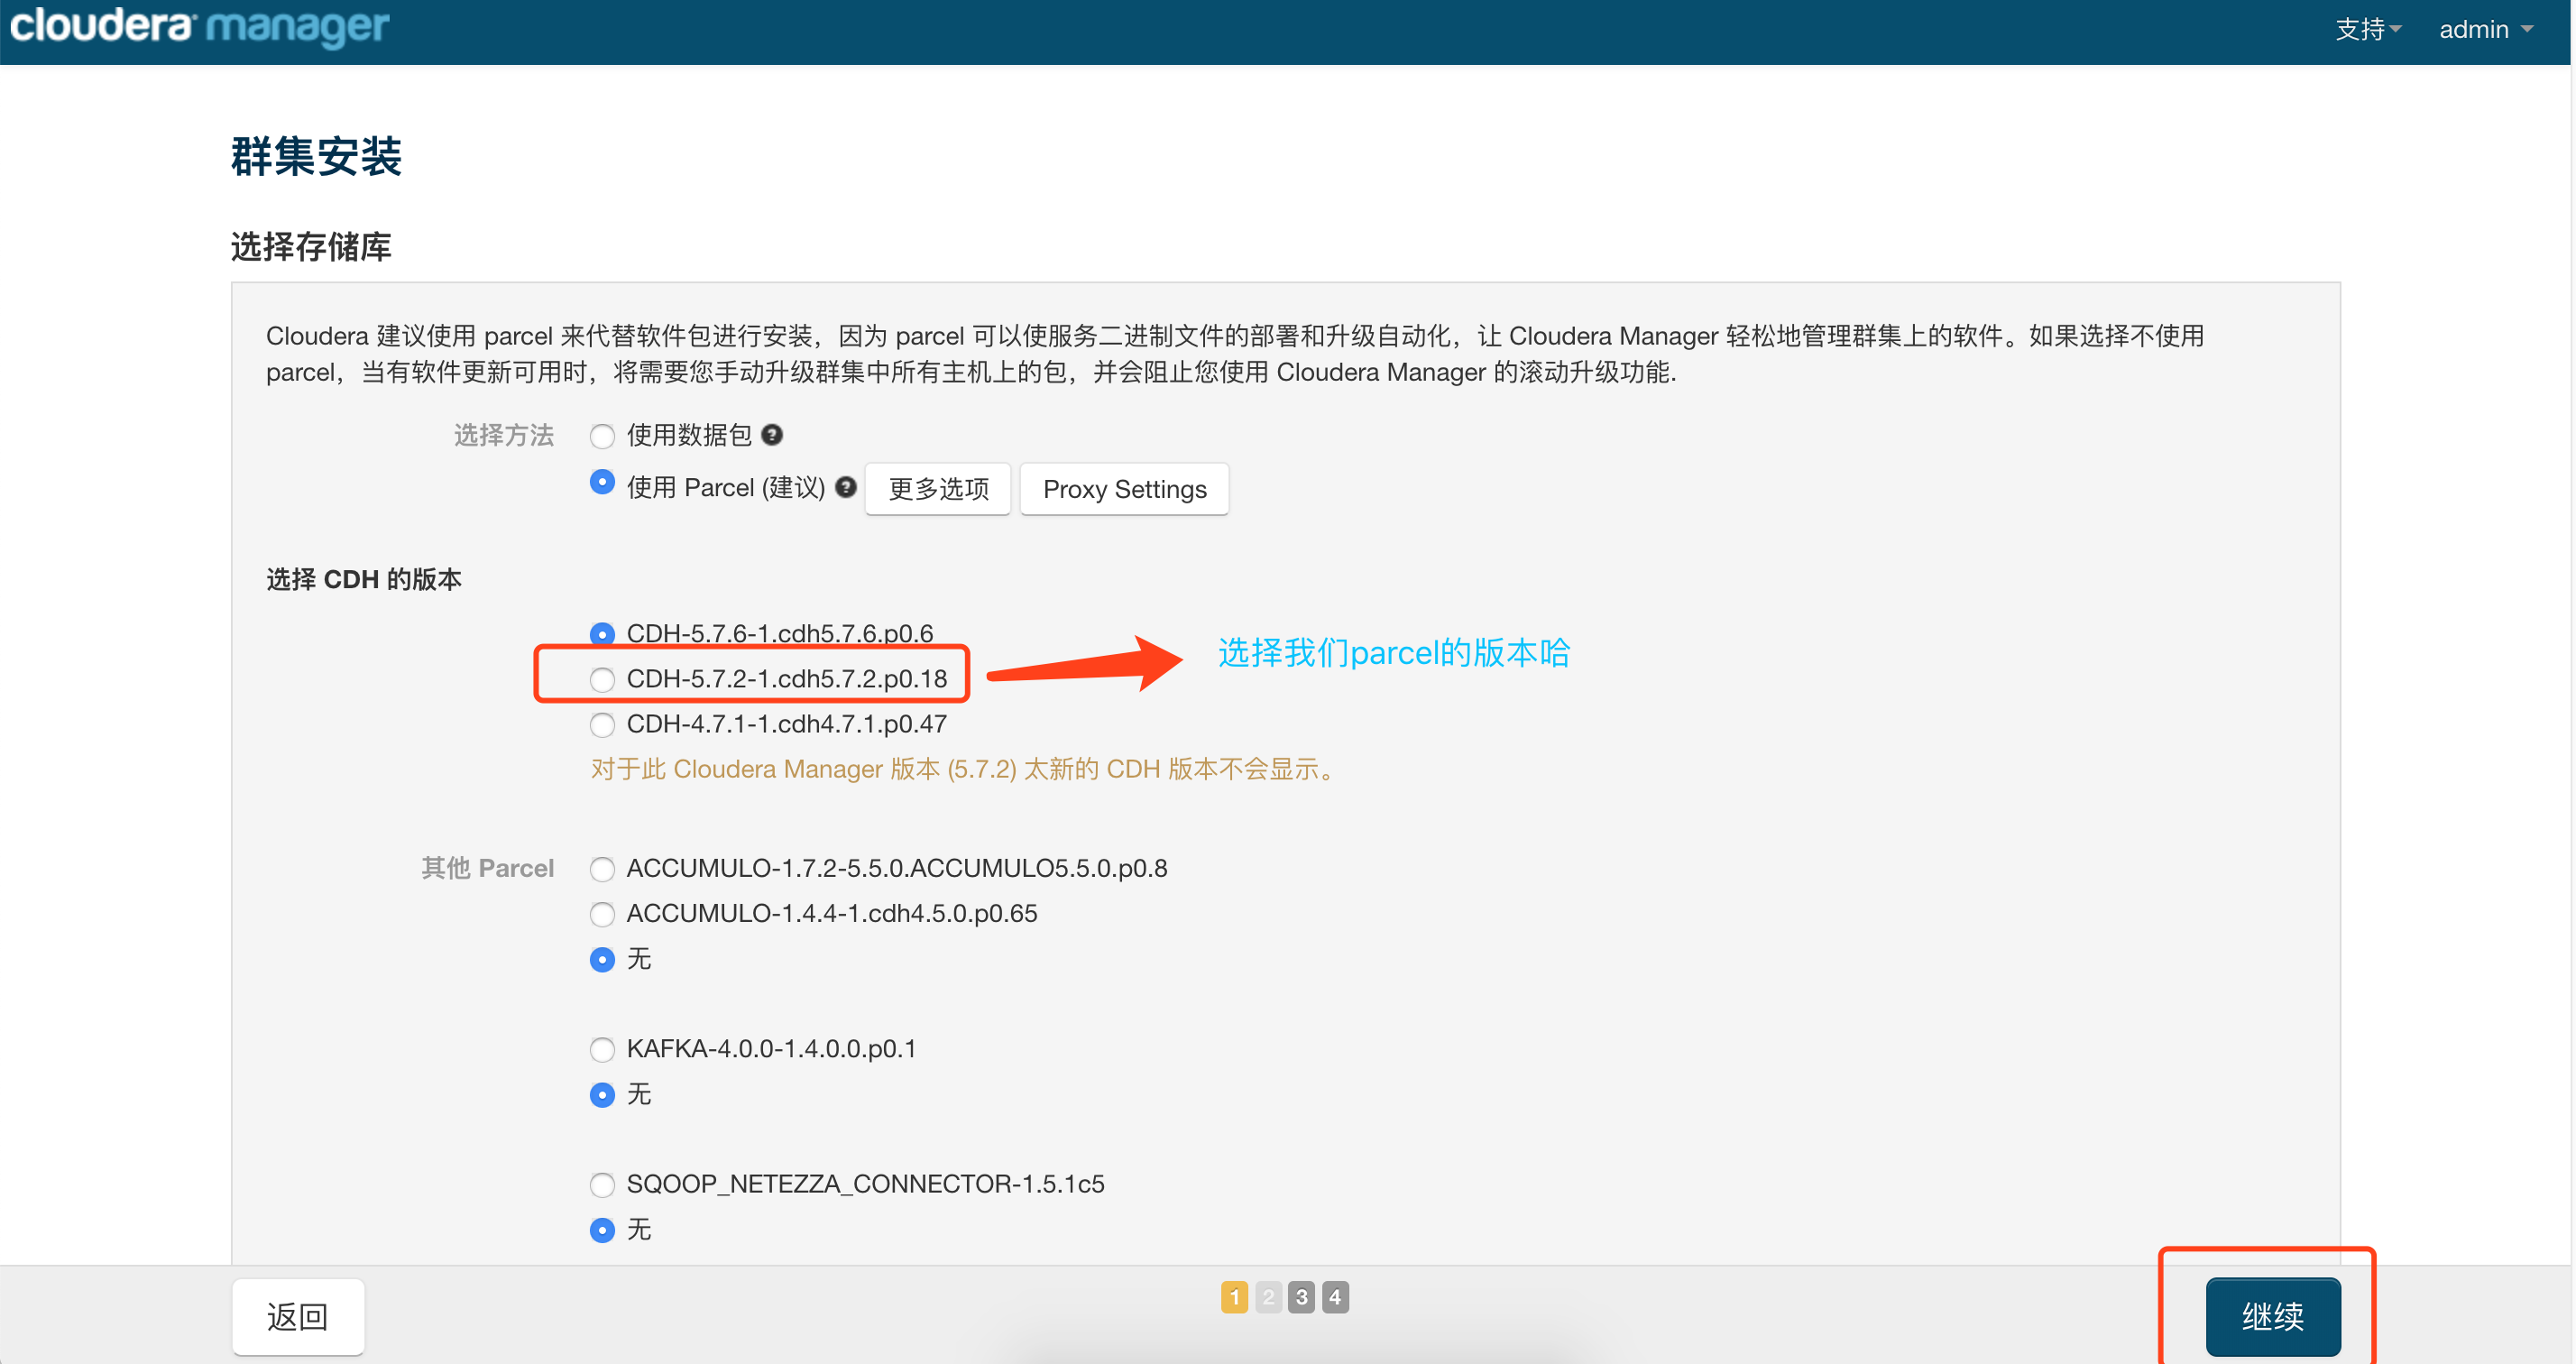 cloudera manager
支持 admin
群集安装
选择存储库
Cloudera 建议使用 parcel 来代替软件包进行安装，因为 parcel 可以使服务二进制文件的部署和升级自动化，让 Cloudera Manager 轻松地管理群集上的软件。如果选择不使用
parcel，当有软件更新可用时，将需要您手动升级群集中所有主机上的包，并会阻止您使用 Cloudera Manager 的滚动升级功能.
选择方法 使用数据包 ?
使用 Parcel (建议) ? 更多选项 Proxy Settings
选择 CDH 的版本
CDH-5.7.6-1.cdh5.7.6.p0.6
CDH-5.7.2-1.cdh5.7.2.p0.18 选择我们parcel的版本哈
CDH-4.7.1-1.cdh4.7.1.p0.47
对于此 Cloudera Manager 版本 (5.7.2) 太新的 CDH 版本不会显示。
其他 Parcel ACCUMULO-1.7.2-5.5.0.ACCUMULO5.5.0.p0.8
ACCUMULO-1.4.4-1.cdh4.5.0.p0.65
无
KAFKA-4.0.0-1.4.0.0.p0.1
无
SQOOP_NETEZZA_CONNECTOR-1.5.1c5
无
返回 1 2 3 4 继续